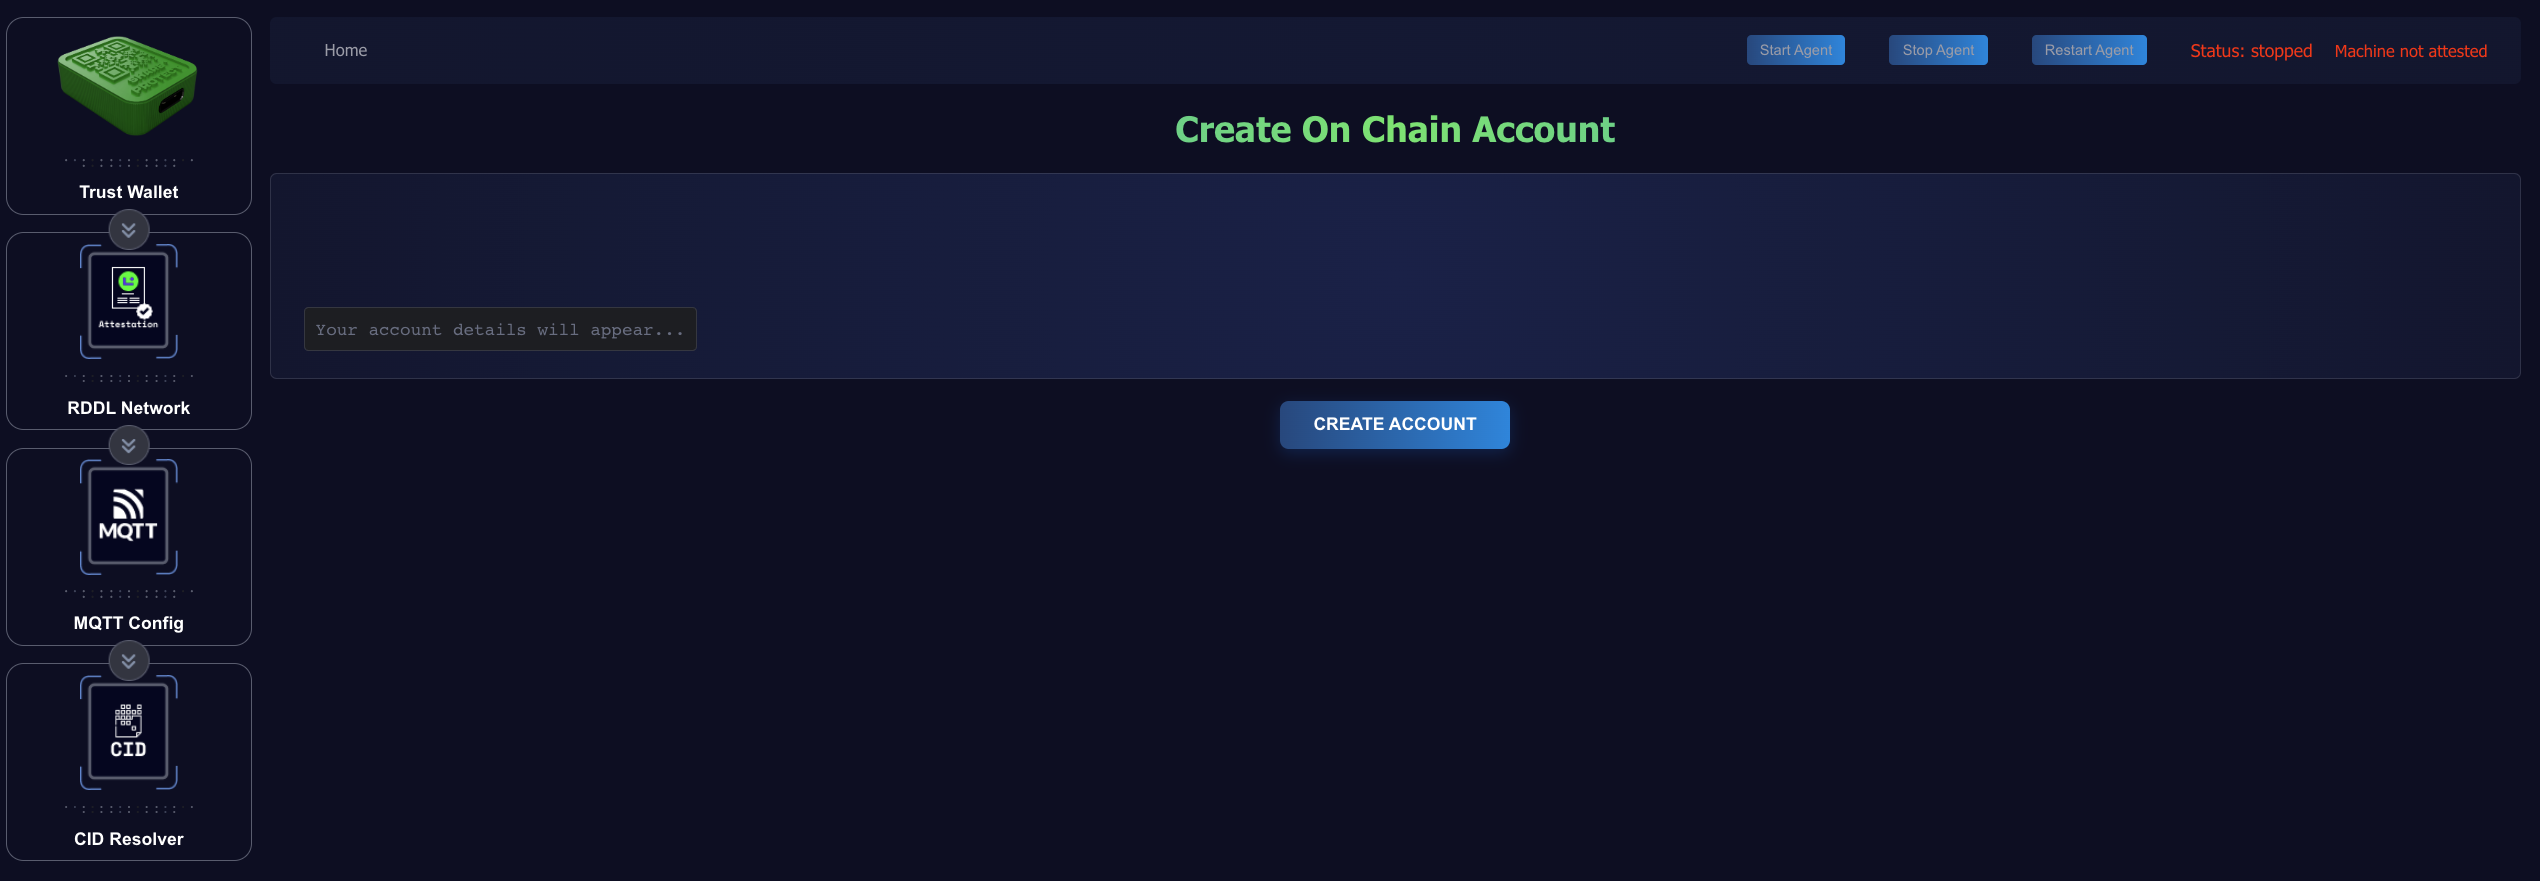 Home
Start Agent
Stop Agent
Restart Agent
Status: stopped
Machine not attested
Trust Wallet
Attestation
RDDL Network
MQTT
MQTT Config
CID
CID Resolver
Create On Chain Account
Your account details will appear...
CREATE ACCOUNT